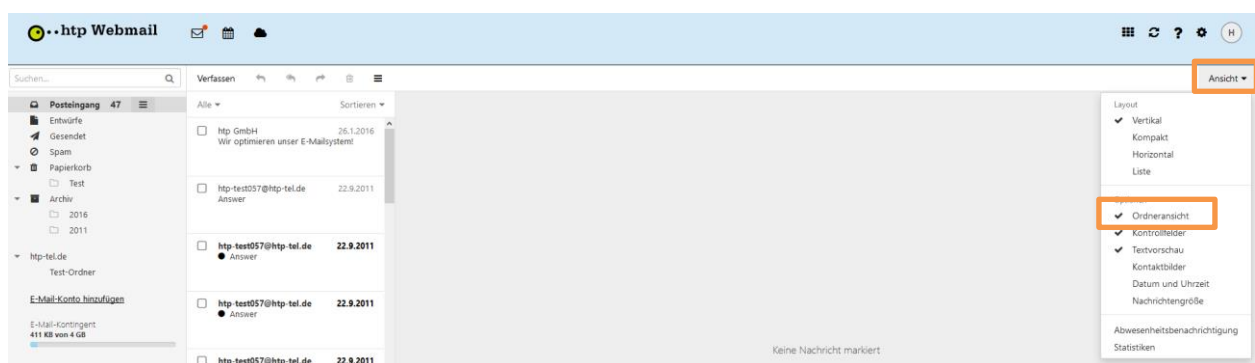 htp Webmail
H
Suchen...
Verfassen
Ansicht
Posteingang 47
Entwürfe
Gesendet
Spam
Papierkorb
Test
Archiv
2016
2011
htp-tel.de
Test-Ordner
E-Mail-Konto hinzufügen
E-Mail-Kontingent
411 KB von 4 GB
Alle Sortieren
htp GmbH 26.1.2016
Wir optimieren unser E-Mailsystem!
htp-test057@htp-tel.de 22.9.2011
Answer
htp-test057@htp-tel.de 22.9.2011
Answer
htp-test057@htp-tel.de 22.9.2011
Answer
htp-test057@htp-tel.de 22.9.2011
Keine Nachricht markiert
Layout
Vertikal
Kompakt
Horizontal
Liste
Ordneransicht
Kontrollfelder
Textvorschau
Kontaktbilder
Datum und Uhrzeit
Nachrichtengröße
Abwesenheitsbenachrichtigung
Statistiken